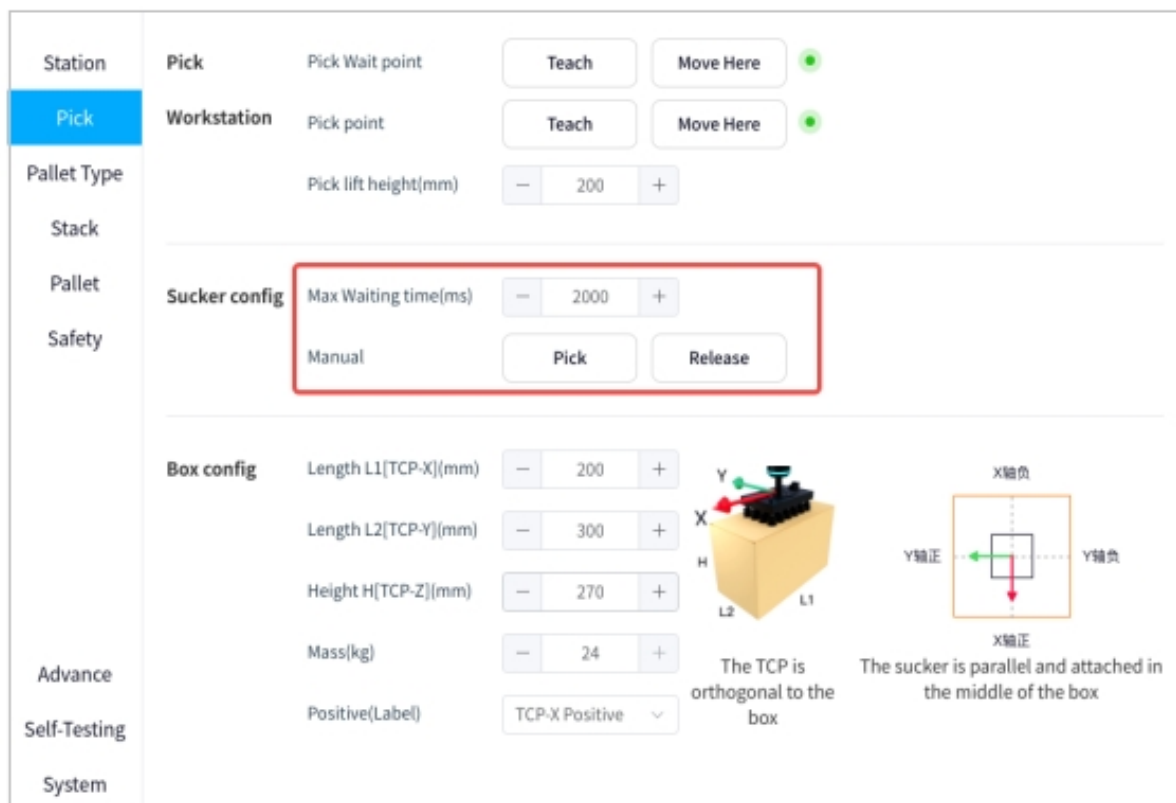 Station
Pick
Pallet Type
Stack
Pallet
Safety
Advance
Self-Testing
System
Pick
Workstation
Pick Wait point
Teach
Move Here
Pick point
Teach
Move Here
Pick lift height(mm)
− 200 +
Sucker config
Max Waiting time(ms)
− 2000 +
Manual
Pick
Release
Box config
Length L1[TCP-X](mm)
− 200 +
Length L2[TCP-Y](mm)
− 300 +
Height H[TCP-Z](mm)
− 270 +
Mass(kg)
− 24 +
Positive(Label)
TCP-X Positive
Y
X
H
L2
L1
The TCP is
orthogonal to the
box
X轴负
Y轴正
Y轴负
X轴正
The sucker is parallel and attached in
the middle of the box